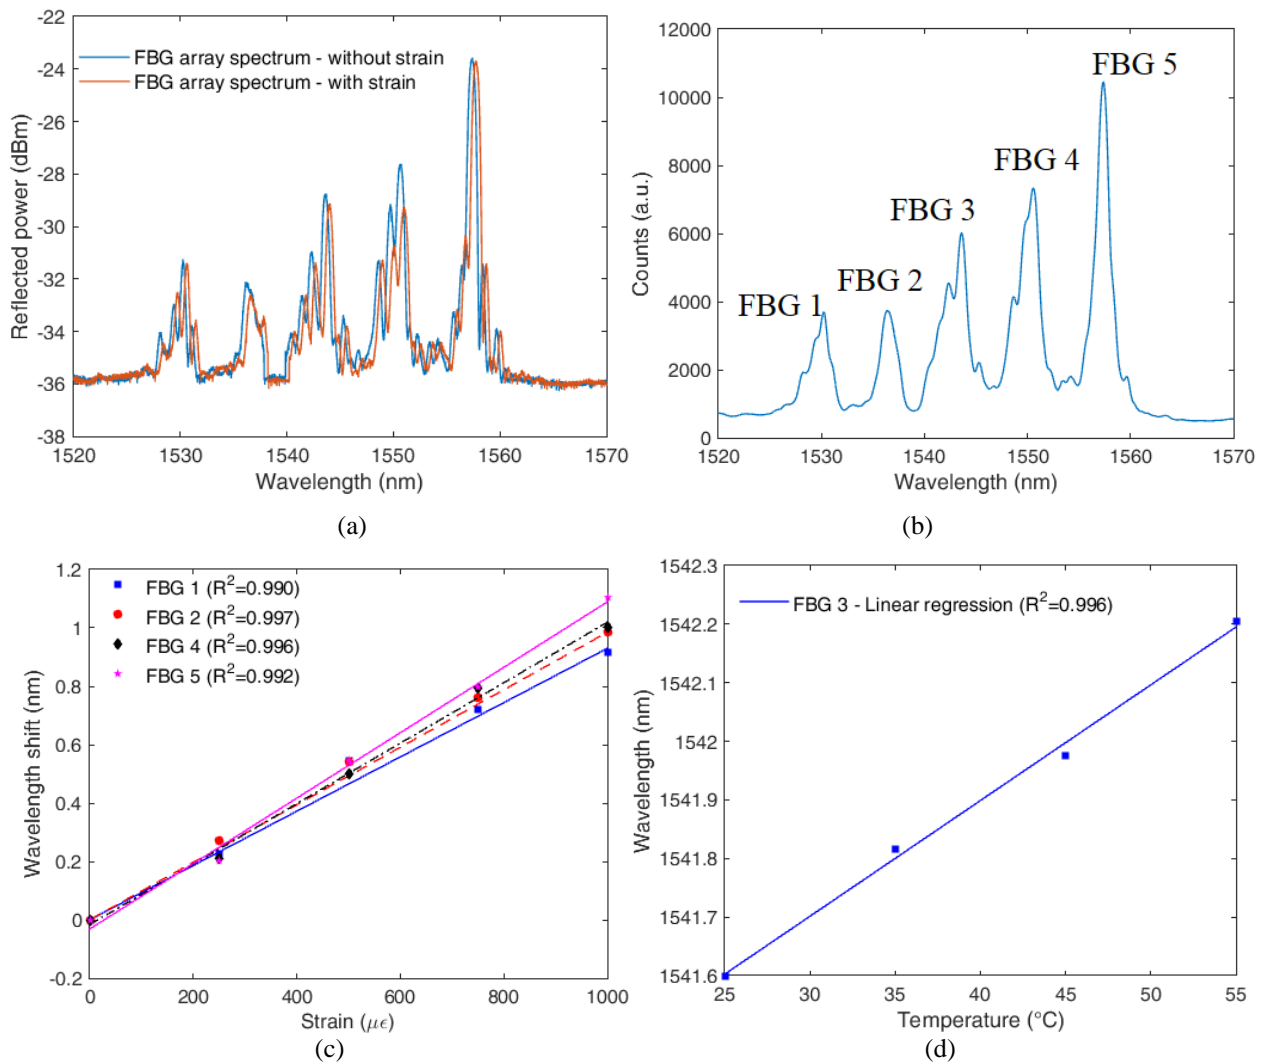 -22
-24
-26
-28
-30
-32
-34
-36
-38
Reflected power (dBm)
FBG array spectrum - without strain
FBG array spectrum - with strain
1520 1530 1540 1550 1560 1570
Wavelength (nm)
(a)
12000
10000
8000
6000
4000
2000
0
Counts (a.u.)
FBG 1
FBG 2
FBG 3
FBG 4
FBG 5
1520 1530 1540 1550 1560 1570
Wavelength (nm)
(b)
1.2
1
0.8
0.6
0.4
0.2
0
-0.2
Wavelength shift (nm)
FBG 1 (R²=0.990)
FBG 2 (R²=0.997)
FBG 4 (R²=0.996)
FBG 5 (R²=0.992)
0 200 400 600 800 1000
Strain (με)
(c)
1542.3
1542.2
1542.1
1542
1541.9
1541.8
1541.7
1541.6
Wavelength (nm)
FBG 3 - Linear regression (R²=0.996)
25 30 35 40 45 50 55
Temperature (°C)
(d)